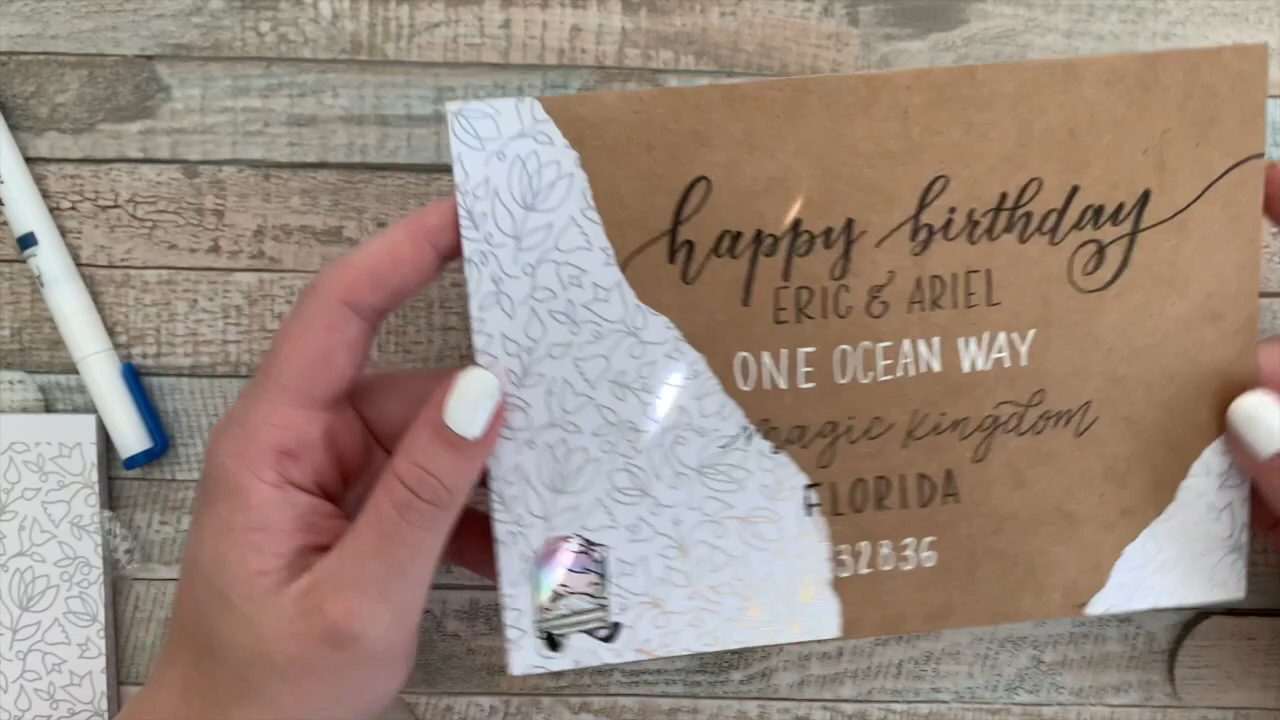 happy birthday
ERIC & ARIEL
ONE OCEAN WAY
magic kingdom
FLORIDA
32836